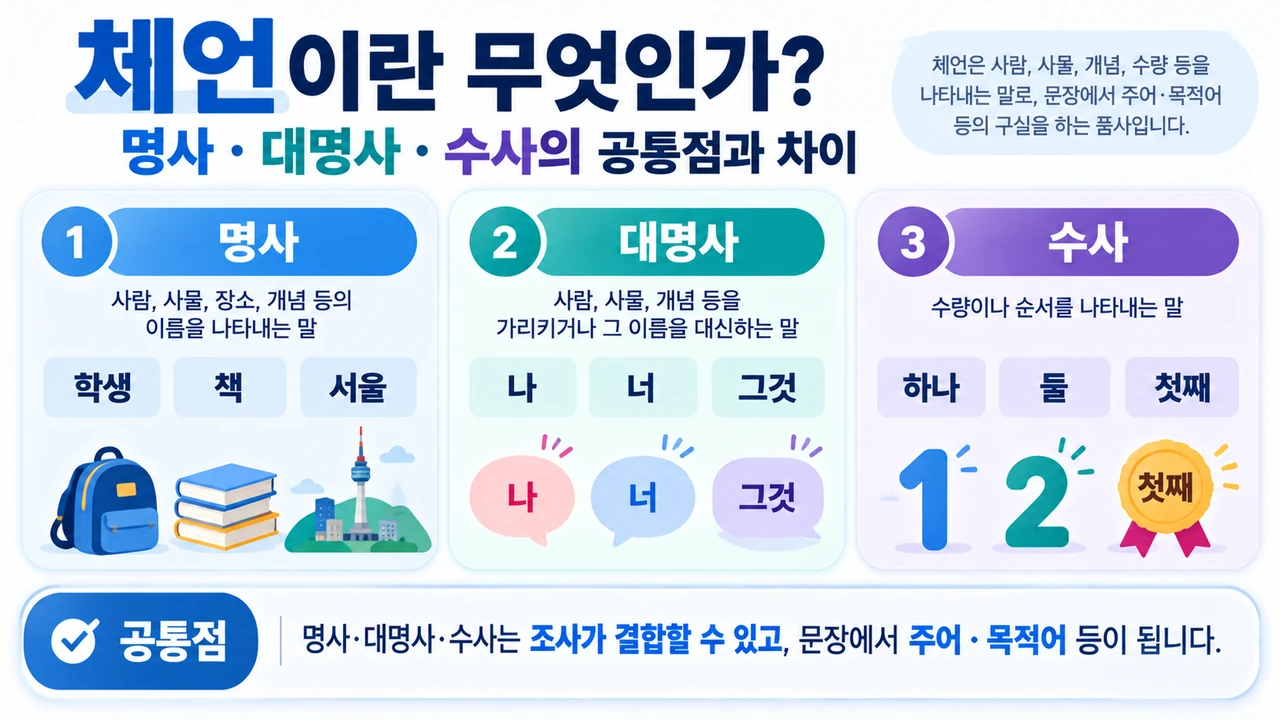 체언이란 무엇인가?
명사 · 대명사 · 수사의 공통점과 차이
체언은 사람, 사물, 개념, 수량 등을
나타내는 말로, 문장에서 주어·목적어
등의 구실을 하는 품사입니다.
1 명사
사람, 사물, 장소, 개념 등의
이름을 나타내는 말
학생 책 서울
2 대명사
사람, 사물, 개념 등을
가리키거나 그 이름을 대신하는 말
나 너 그것
나 너 그것
3 수사
수량이나 순서를 나타내는 말
하나 둘 첫째
1 2 첫째
공통점
명사·대명사·수사는 조사가 결합할 수 있고, 문장에서 주어 · 목적어 등이 됩니다.